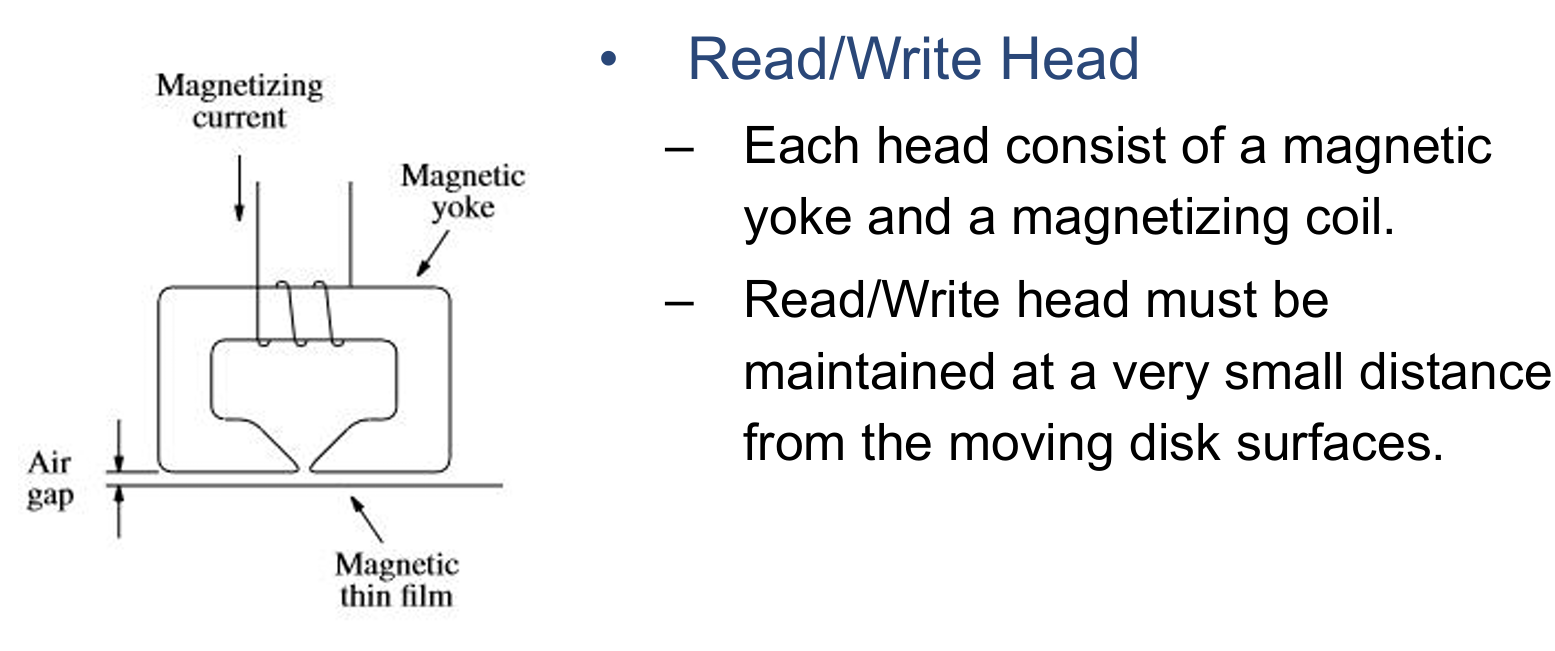 Magnetizing
current
Magnetic
yoke
Air
gap
Magnetic
thin film
• Read/Write Head
– Each head consist of a magnetic
yoke and a magnetizing coil.
– Read/Write head must be
maintained at a very small distance
from the moving disk surfaces.